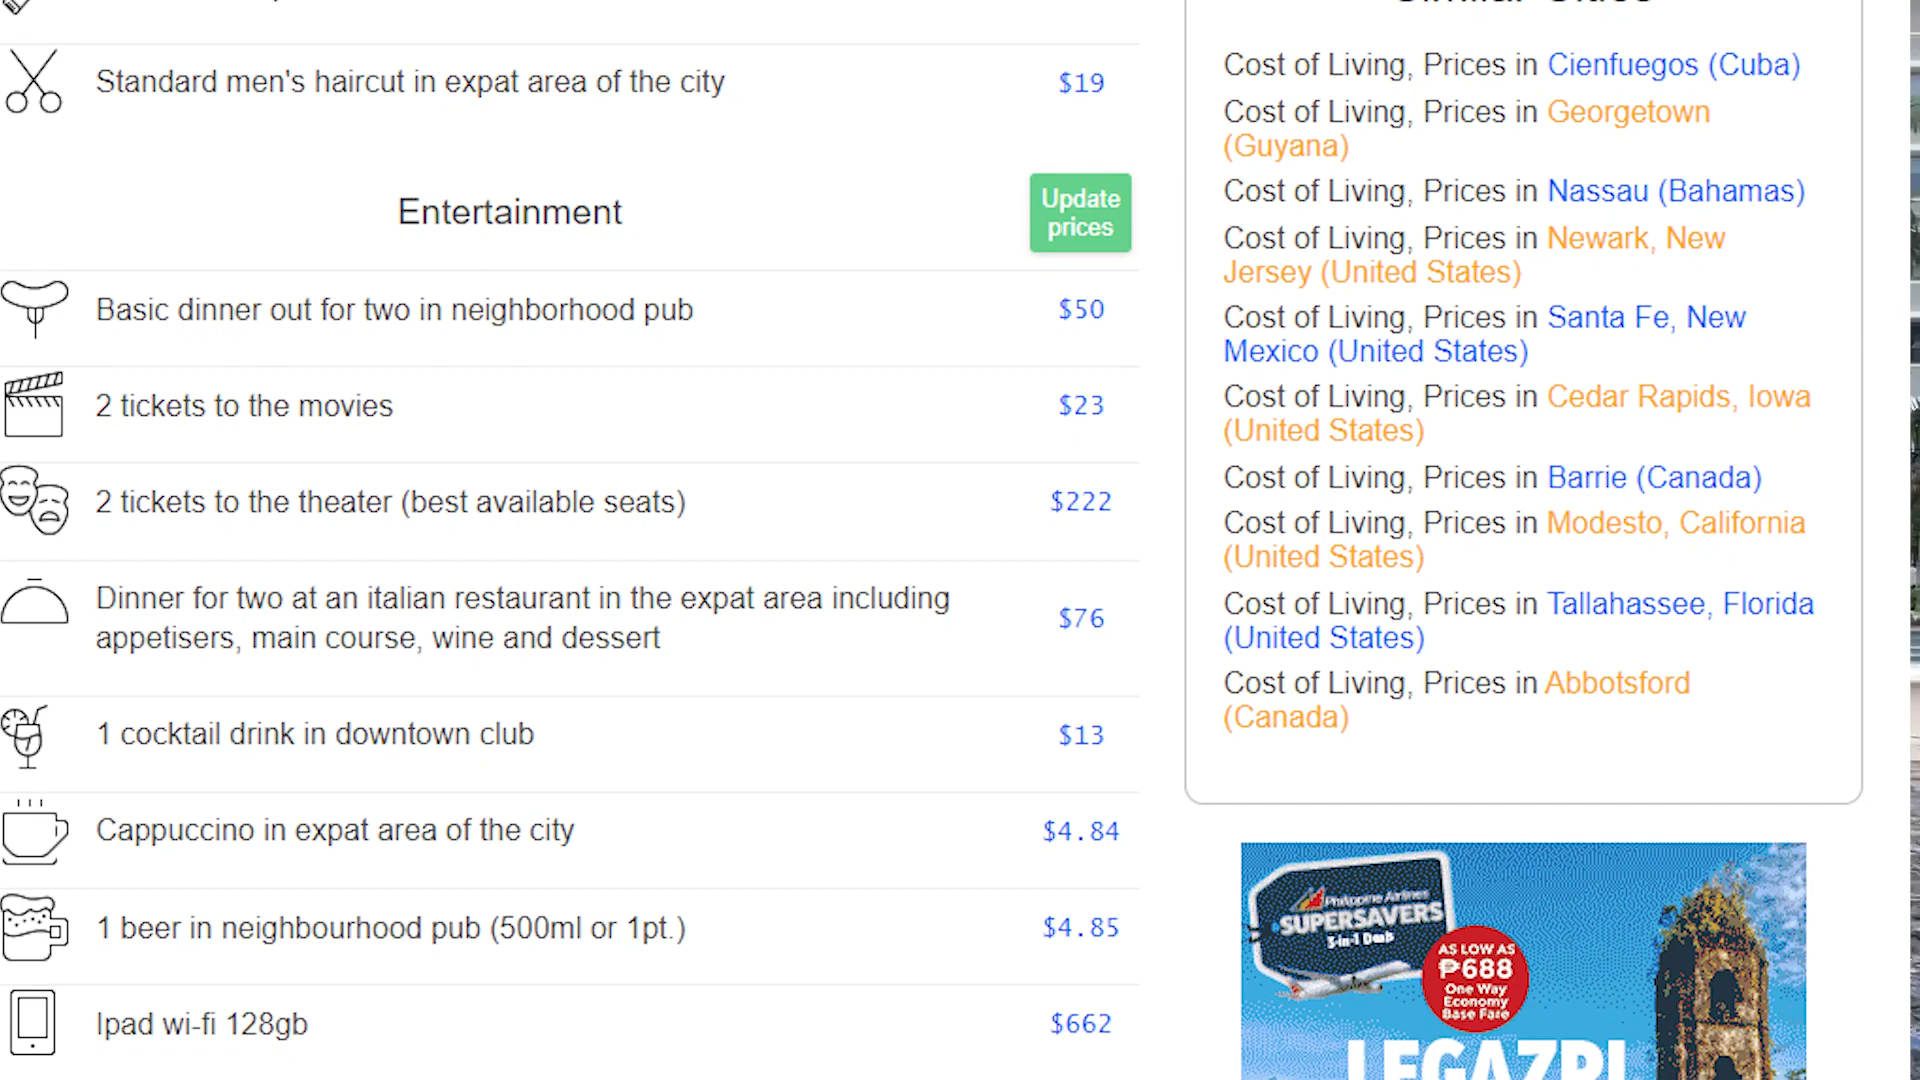 Standard men's haircut in expat area of the city $19
Entertainment
Update
prices
Basic dinner out for two in neighborhood pub $50
2 tickets to the movies $23
2 tickets to the theater (best available seats) $222
Dinner for two at an italian restaurant in the expat area including
appetisers, main course, wine and dessert
$76
1 cocktail drink in downtown club $13
Cappuccino in expat area of the city $4.84
1 beer in neighbourhood pub (500ml or 1pt.) $4.85
Ipad wi-fi 128gb $662
Similar Cities
Cost of Living, Prices in Cienfuegos (Cuba)
Cost of Living, Prices in Georgetown
(Guyana)
Cost of Living, Prices in Nassau (Bahamas)
Cost of Living, Prices in Newark, New
Jersey (United States)
Cost of Living, Prices in Santa Fe, New
Mexico (United States)
Cost of Living, Prices in Cedar Rapids, Iowa
(United States)
Cost of Living, Prices in Barrie (Canada)
Cost of Living, Prices in Modesto, California
(United States)
Cost of Living, Prices in Tallahassee, Florida
(United States)
Cost of Living, Prices in Abbotsford
(Canada)
Philippine Airlines
SUPERSAVERS
3-in-1 Deals
AS LOW AS
₱688
One Way
Economy
Base Fare
LEGAZPI